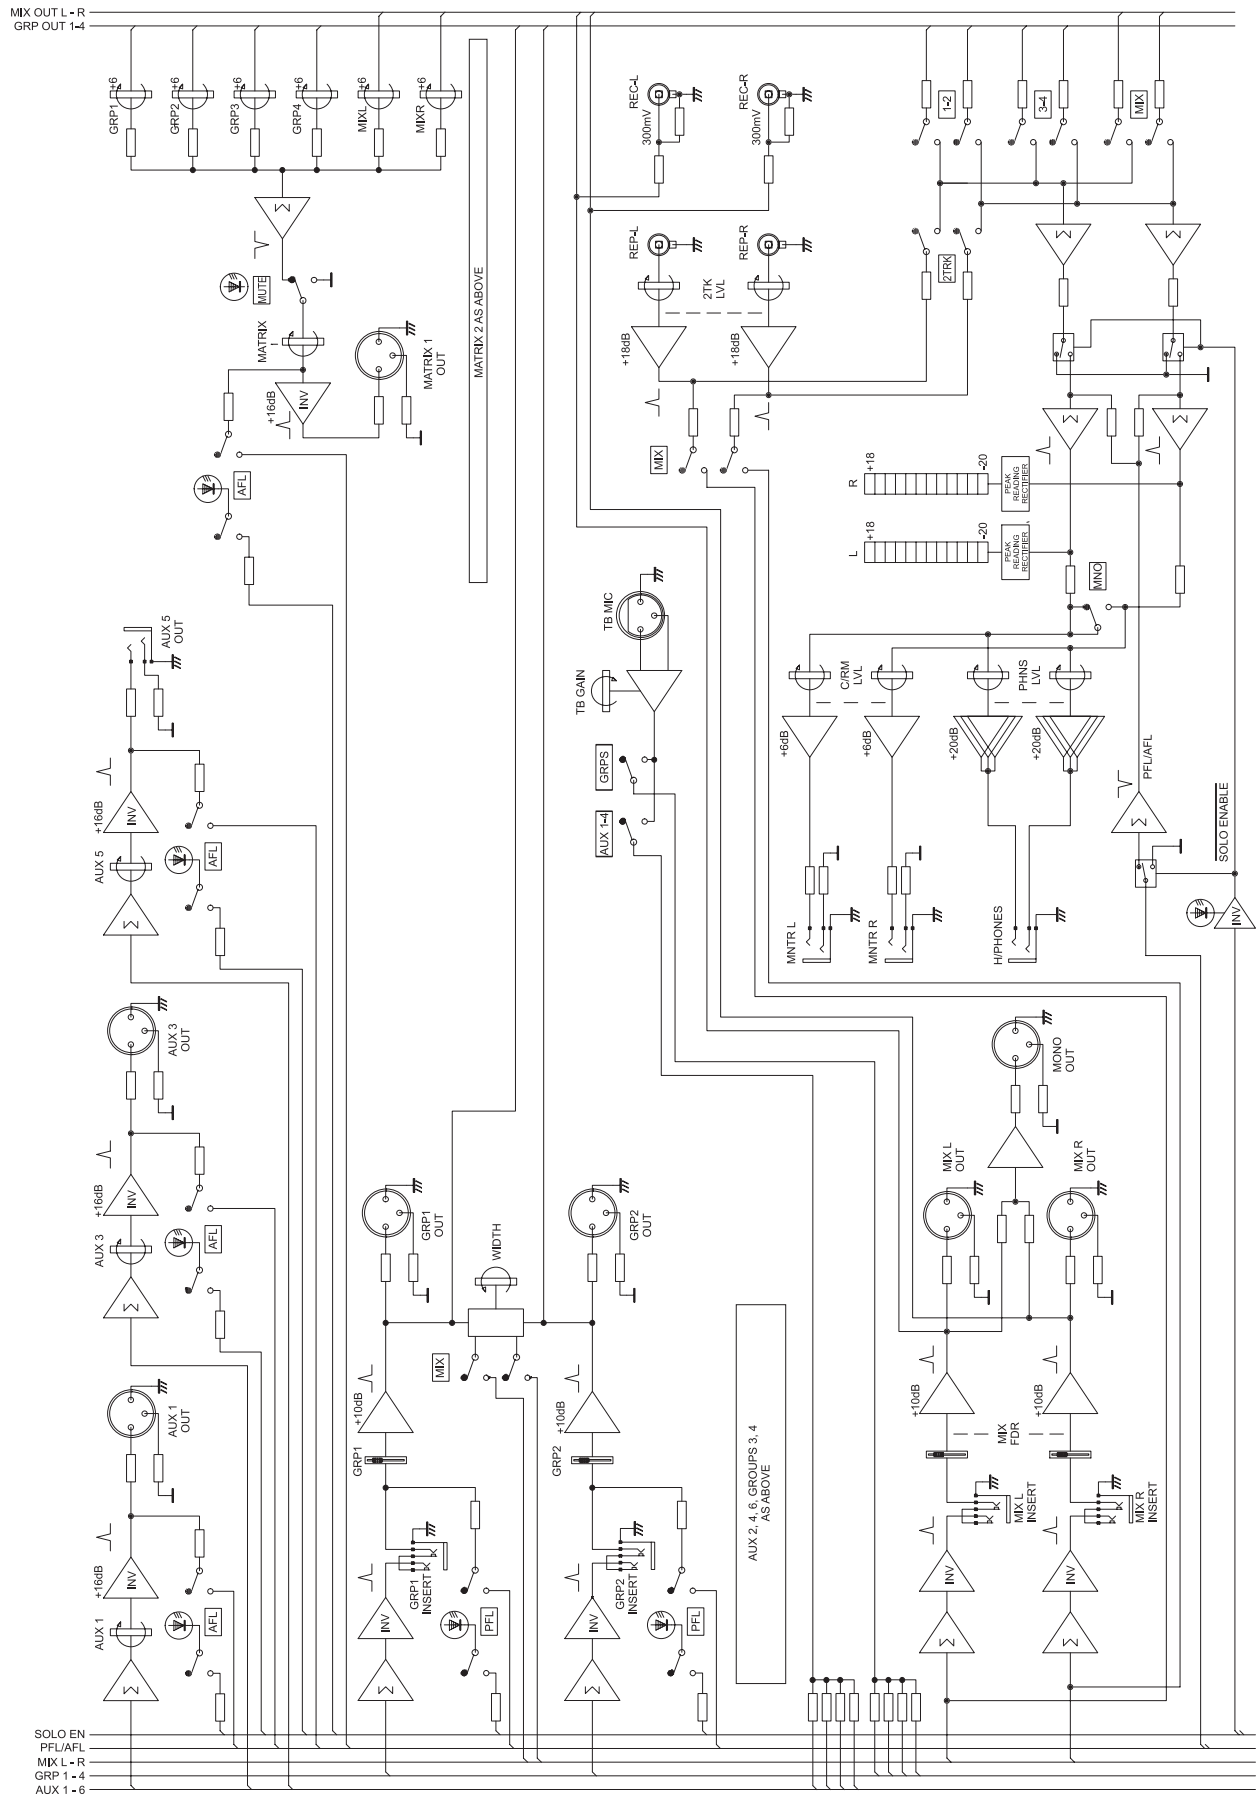 MIX OUT L - R
GRP OUT 1-4
GRP1
+6
GRP2
+6
GRP3
+6
GRP4
+6
MIXL
+6
MIXR
+6
MUTE
MATRIX
1
+16dB
INV
MATRIX 1
OUT
AFL
MATRIX 2 AS ABOVE
REC-L
300mV
REC-R
300mV
REP-L
REP-R
2TK
LVL
+18dB
+18dB
MIX
1-2
3-4
MIX
2TRK
Σ
Σ
Σ
R
+18
-20
PEAK
READING
RECTIFIER
L
+18
-20
PEAK
READING
RECTIFIER
MNO
TB MIC
TB GAIN
GRPS
AUX 1-4
C/RM
LVL
PHNS
LVL
+6dB
+6dB
+20dB
+20dB
PFL/AFL
Σ
SOLO ENABLE
INV
MNTR L
MNTR R
H/PHONES
AUX 5
OUT
+16dB
INV
AUX 5
AFL
Σ
AUX 3
OUT
+16dB
INV
AUX 3
AFL
Σ
AUX 1
OUT
+16dB
INV
AUX 1
AFL
Σ
GRP1
OUT
WIDTH
GRP2
OUT
MIX
+10dB
+10dB
GRP1
GRP2
GRP1
INSERT
GRP2
INSERT
INV
INV
PFL
PFL
Σ
Σ
AUX 2, 4, 6, GROUPS 3, 4
AS ABOVE
MONO
OUT
MIX L
OUT
MIX R
OUT
+10dB
+10dB
MIX
FDR
MIX L
INSERT
MIX R
INSERT
INV
INV
Σ
Σ
SOLO EN
PFL/AFL
MIX L - R
GRP 1 - 4
AUX 1 - 6